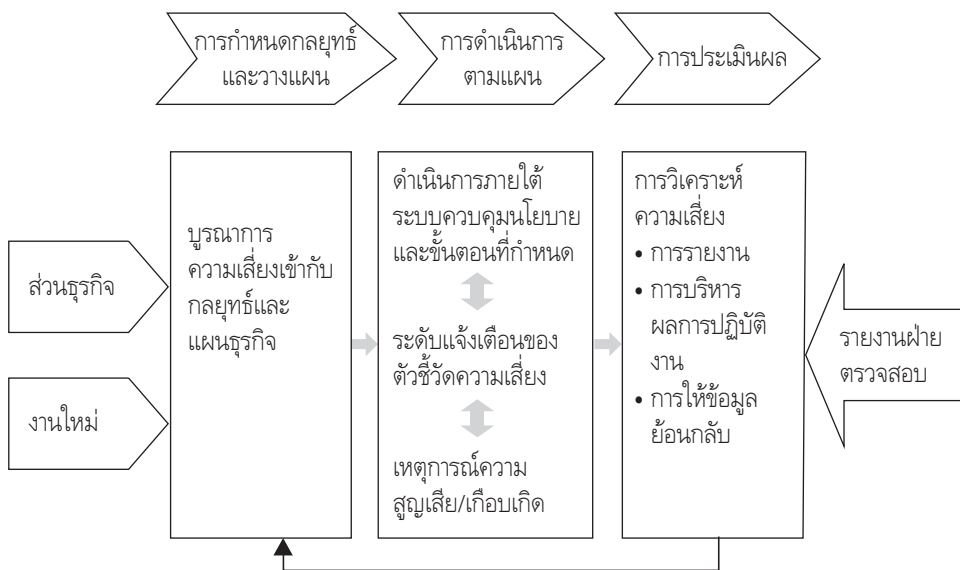 การกำหนดกลยุทธ์
และวางแผน
การดำเนินการ
ตามแผน
การประเมินผล
ส่วนธุรกิจ
งานใหม่
บูรณาการ
ความเสี่ยงเข้ากับ
กลยุทธ์และ
แผนธุรกิจ
ดำเนินการภายใต้
ระบบควบคุมนโยบาย
และขั้นตอนที่กำหนด
ระดับแจ้งเตือนของ
ตัวชี้วัดความเสี่ยง
เหตุการณ์ความ
สูญเสีย/เกือบเกิด
การวิเคราะห์
ความเสี่ยง
• การรายงาน
• การบริหาร
ผลการปฏิบัติ
งาน
• การให้ข้อมูล
ย้อนกลับ
รายงานฝ่าย
ตรวจสอบ